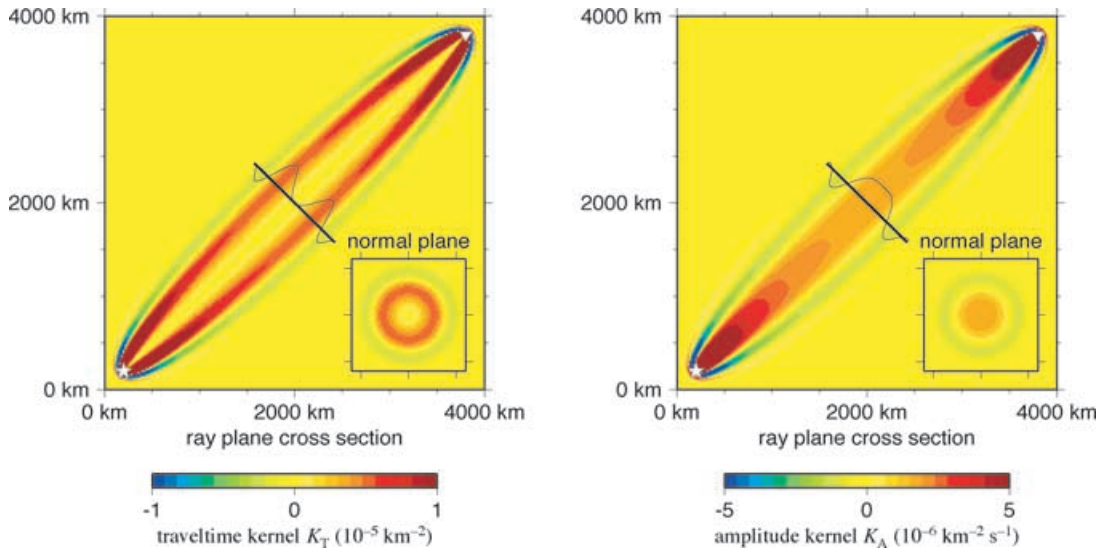 4000 km
2000 km
0 km
normal plane
0 km
2000 km
4000 km
ray plane cross section
-1
0
1
traveltime kernel K_T (10⁻⁵ km⁻²)
4000 km
2000 km
0 km
normal plane
0 km
2000 km
4000 km
ray plane cross section
-5
0
5
amplitude kernel K_A (10⁻⁶ km⁻² s⁻¹)